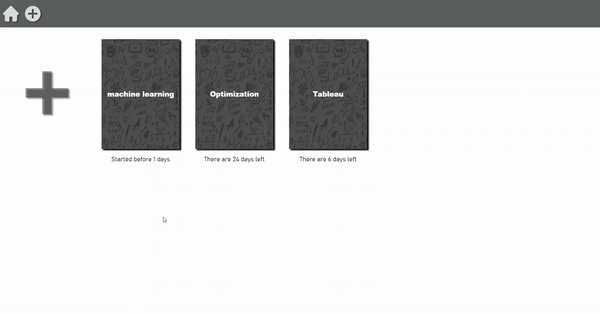 machine learning
Optimization
Tableau
Started before 1 days
There are 24 days left
There are 6 days left